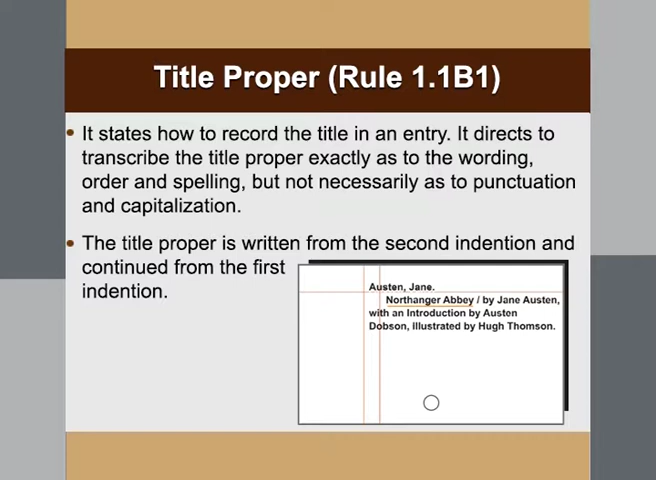 Title Proper (Rule 1.1B1)
• It states how to record the title in an entry. It directs to
transcribe the title proper exactly as to the wording,
order and spelling, but not necessarily as to punctuation
and capitalization.
• The title proper is written from the second indention and
continued from the first
indention.
Austen, Jane.
Northanger Abbey / by Jane Austen,
with an Introduction by Austen
Dobson, illustrated by Hugh Thomson.